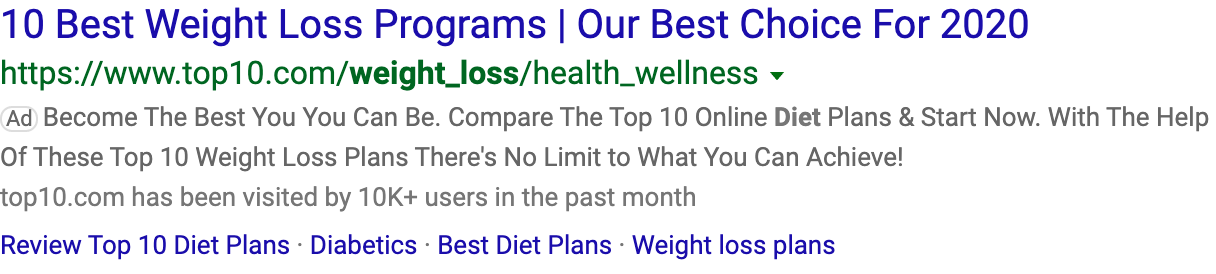 10 Best Weight Loss Programs | Our Best Choice For 2020
https://www.top10.com/weight_loss/health_wellness
Ad Become The Best You You Can Be. Compare The Top 10 Online Diet Plans & Start Now. With The Help
Of These Top 10 Weight Loss Plans There's No Limit to What You Can Achieve!
top10.com has been visited by 10K+ users in the past month
Review Top 10 Diet Plans · Diabetics · Best Diet Plans · Weight loss plans